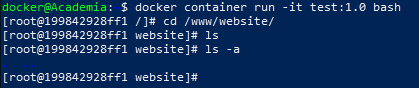 docker@Academia: $ docker container run -it test:1.0 bash
[root@199842928ff1 /]# cd /www/website/
[root@199842928ff1 website]# ls
[root@199842928ff1 website]# ls -a
[root@199842928ff1 website]#